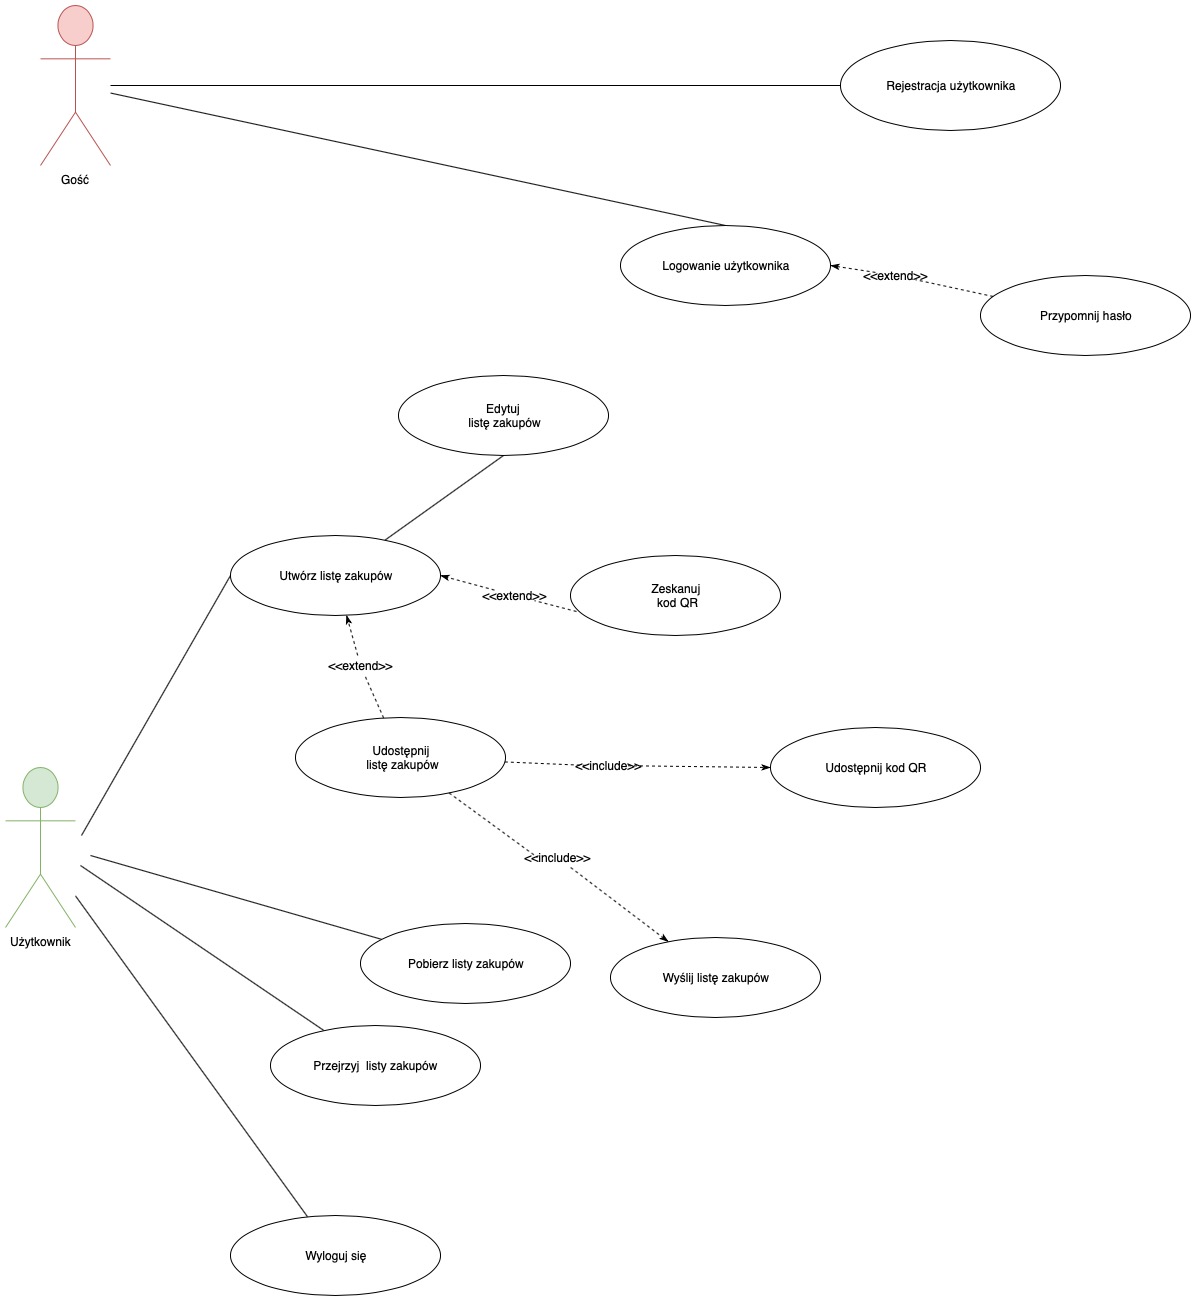 Rejestracja użytkownika
Gość
Logowanie użytkownika
<<extend>>
Przypomnij hasło
Edytuj
listę zakupów
Utwórz listę zakupów
<<extend>>
Zeskanuj
kod QR
<<extend>>
Udostępnij
listę zakupów
<<include>>
Udostępnij kod QR
<<include>>
Użytkownik
Pobierz listy zakupów
Wyślij listę zakupów
Przejrzyj  listy zakupów
Wyloguj się